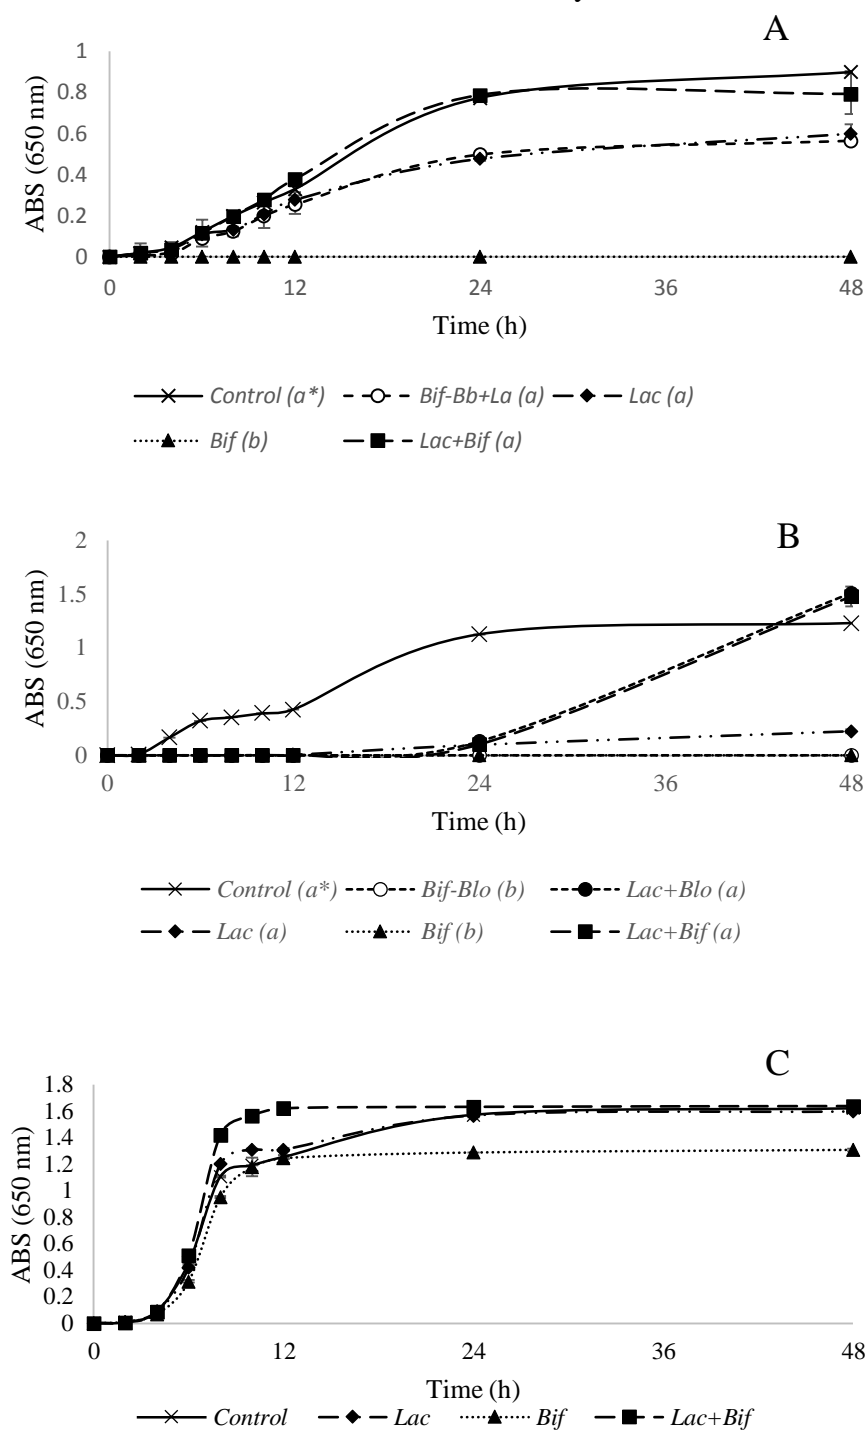 y
A
1
0.8
0.6
0.4
0.2
0
ABS (650 nm)
0 12 24 36 48
Time (h)
Control (a*) Bif-Bb+La (a) Lac (a)
Bif (b) Lac+Bif (a)
B
2
1.5
1
0.5
0
ABS (650 nm)
0 12 24 36 48
Time (h)
Control (a*) Bif-Blo (b) Lac+Blo (a)
Lac (a) Bif (b) Lac+Bif (a)
C
1.8
1.6
1.4
1.2
1
0.8
0.6
0.4
0.2
0
ABS (650 nm)
0 12 24 36 48
Time (h)
Control Lac Bif Lac+Bif